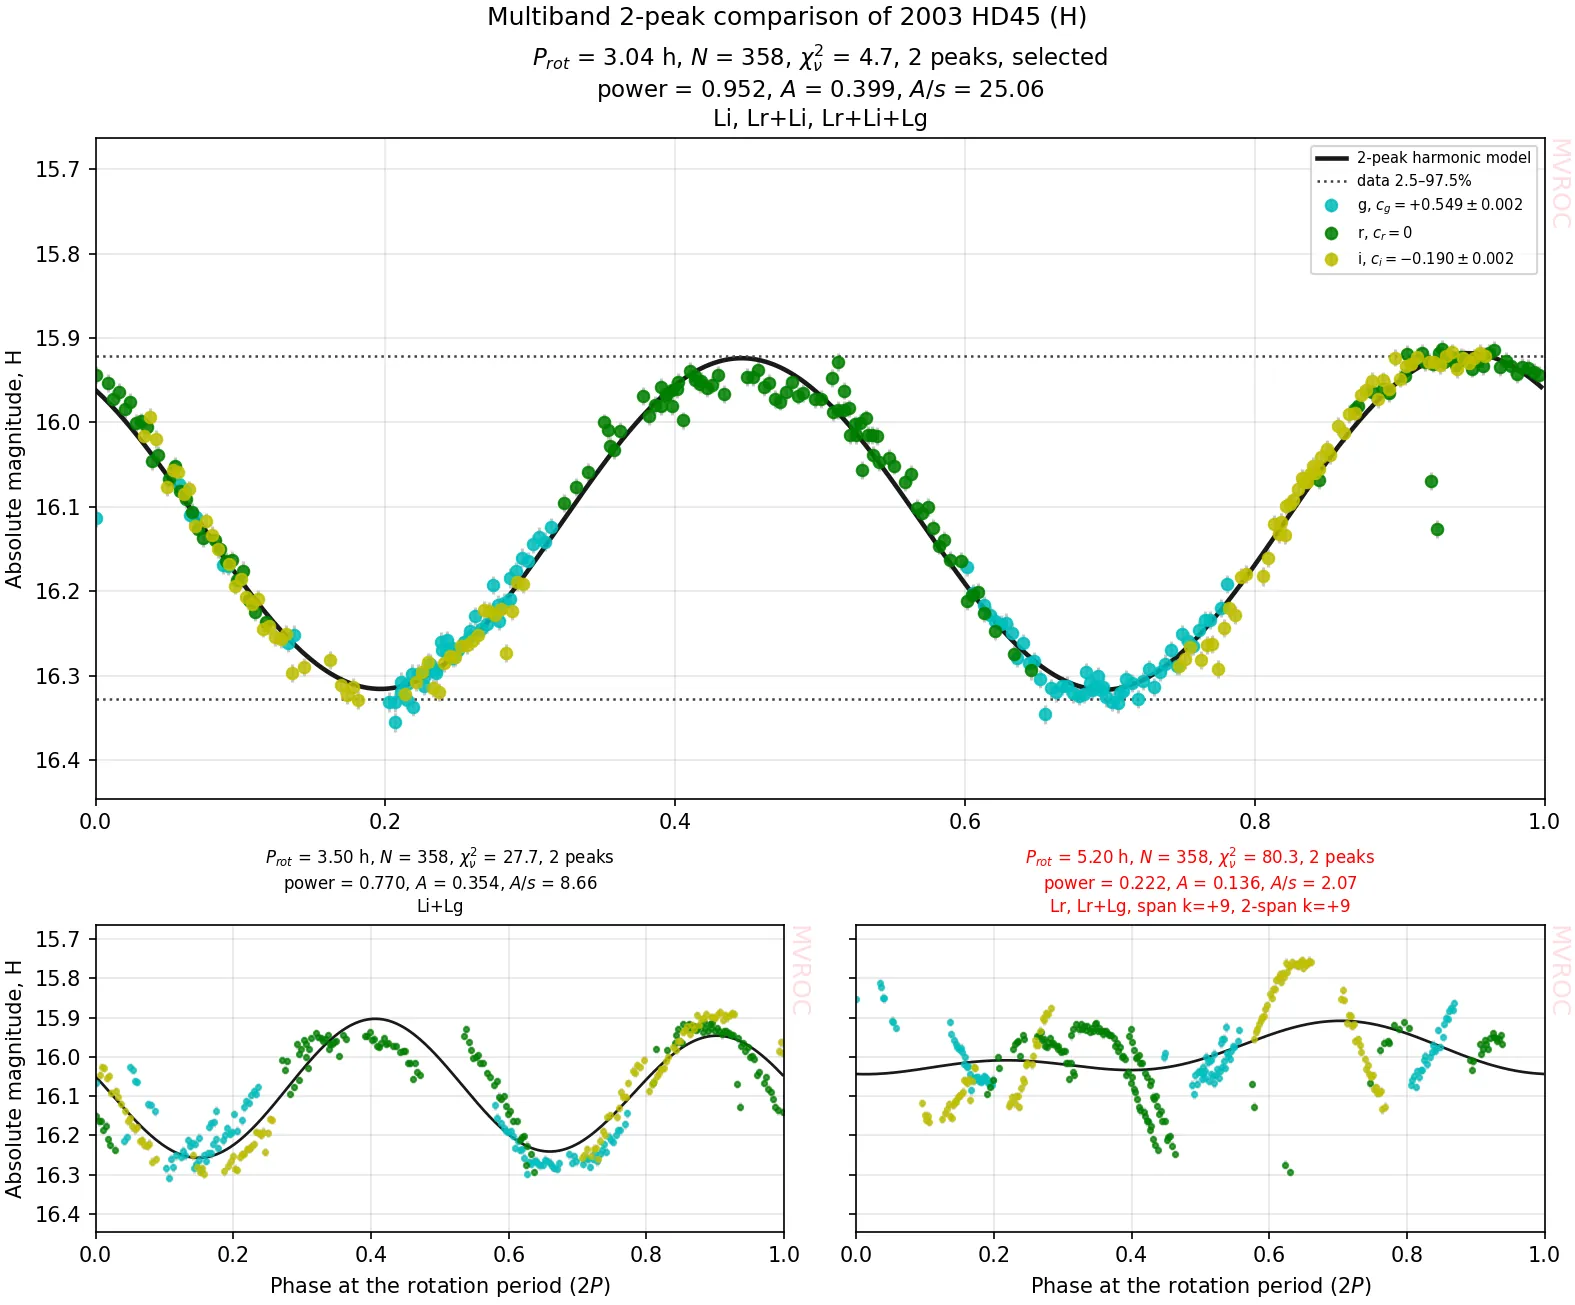 Multiband 2-peak comparison of 2003 HD45 (H)
P_rot = 3.04 h, N = 358, χ²_ν = 4.7, 2 peaks, selected
power = 0.952, A = 0.399, A/s = 25.06
Li, Lr+Li, Lr+Li+Lg
2-peak harmonic model
data 2.5–97.5%
g, c_g = +0.549 ± 0.002
r, c_r = 0
i, c_i = −0.190 ± 0.002
MVROC
Absolute magnitude, H
15.7
15.8
15.9
16.0
16.1
16.2
16.3
16.4
0.0 0.2 0.4 0.6 0.8 1.0
P_rot = 3.50 h, N = 358, χ²_ν = 27.7, 2 peaks
power = 0.770, A = 0.354, A/s = 8.66
Li+Lg
MVROC
Absolute magnitude, H
15.7
15.8
15.9
16.0
16.1
16.2
16.3
16.4
0.0 0.2 0.4 0.6 0.8 1.0
Phase at the rotation period (2P)
P_rot = 5.20 h, N = 358, χ²_ν = 80.3, 2 peaks
power = 0.222, A = 0.136, A/s = 2.07
Lr, Lr+Lg, span k=+9, 2-span k=+9
MVROC
0.0 0.2 0.4 0.6 0.8 1.0
Phase at the rotation period (2P)